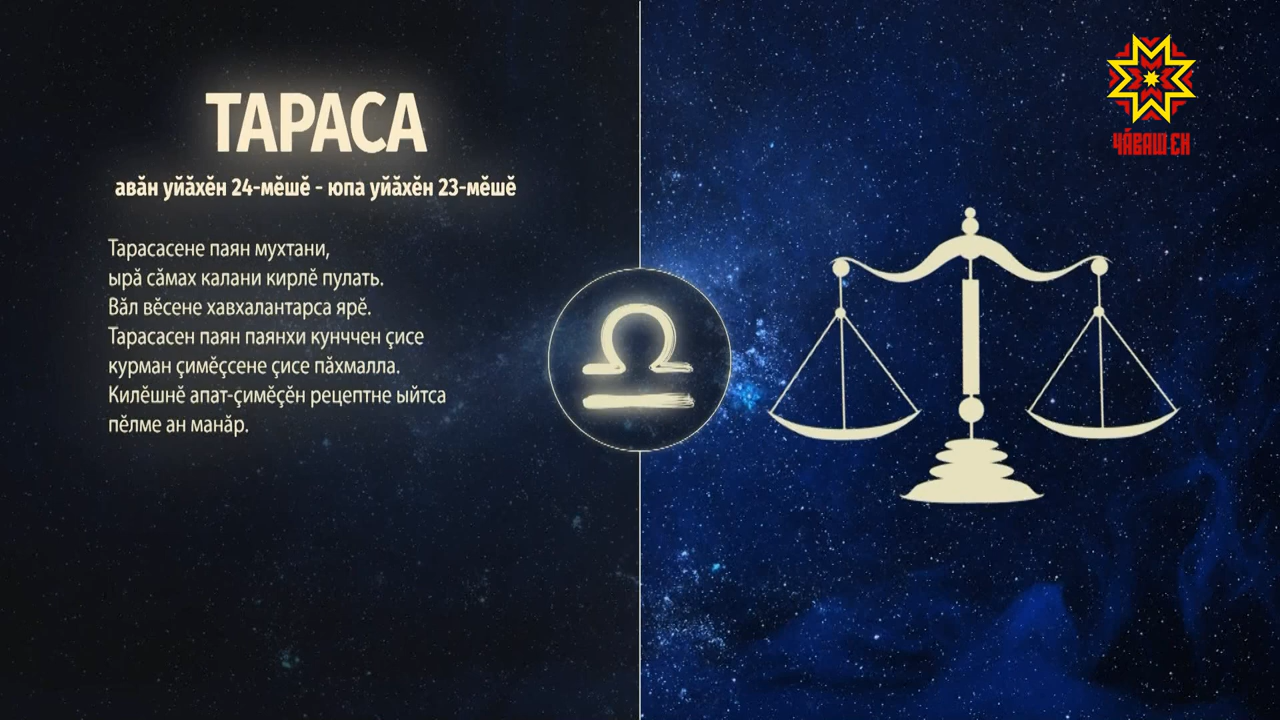 ТАРАСА
авӑн уйӑхӗн 24-мӗшӗ - юпа уйӑхӗн 23-мӗшӗ
Тарасасене паян мухтани,
ырӑ сӑмах калани кирлӗ пулать.
Вӑл вӗсене хавхалантарса ярӗ.
Тарасасен паян паянхи кунччен ҫисе
курман ҫимӗҫсене ҫисе пӑхмалла.
Килӗшнӗ апат-ҫимӗҫӗн рецептне ыйтса
пӗлме ан манӑр.
ЧӐВАШ ЕН